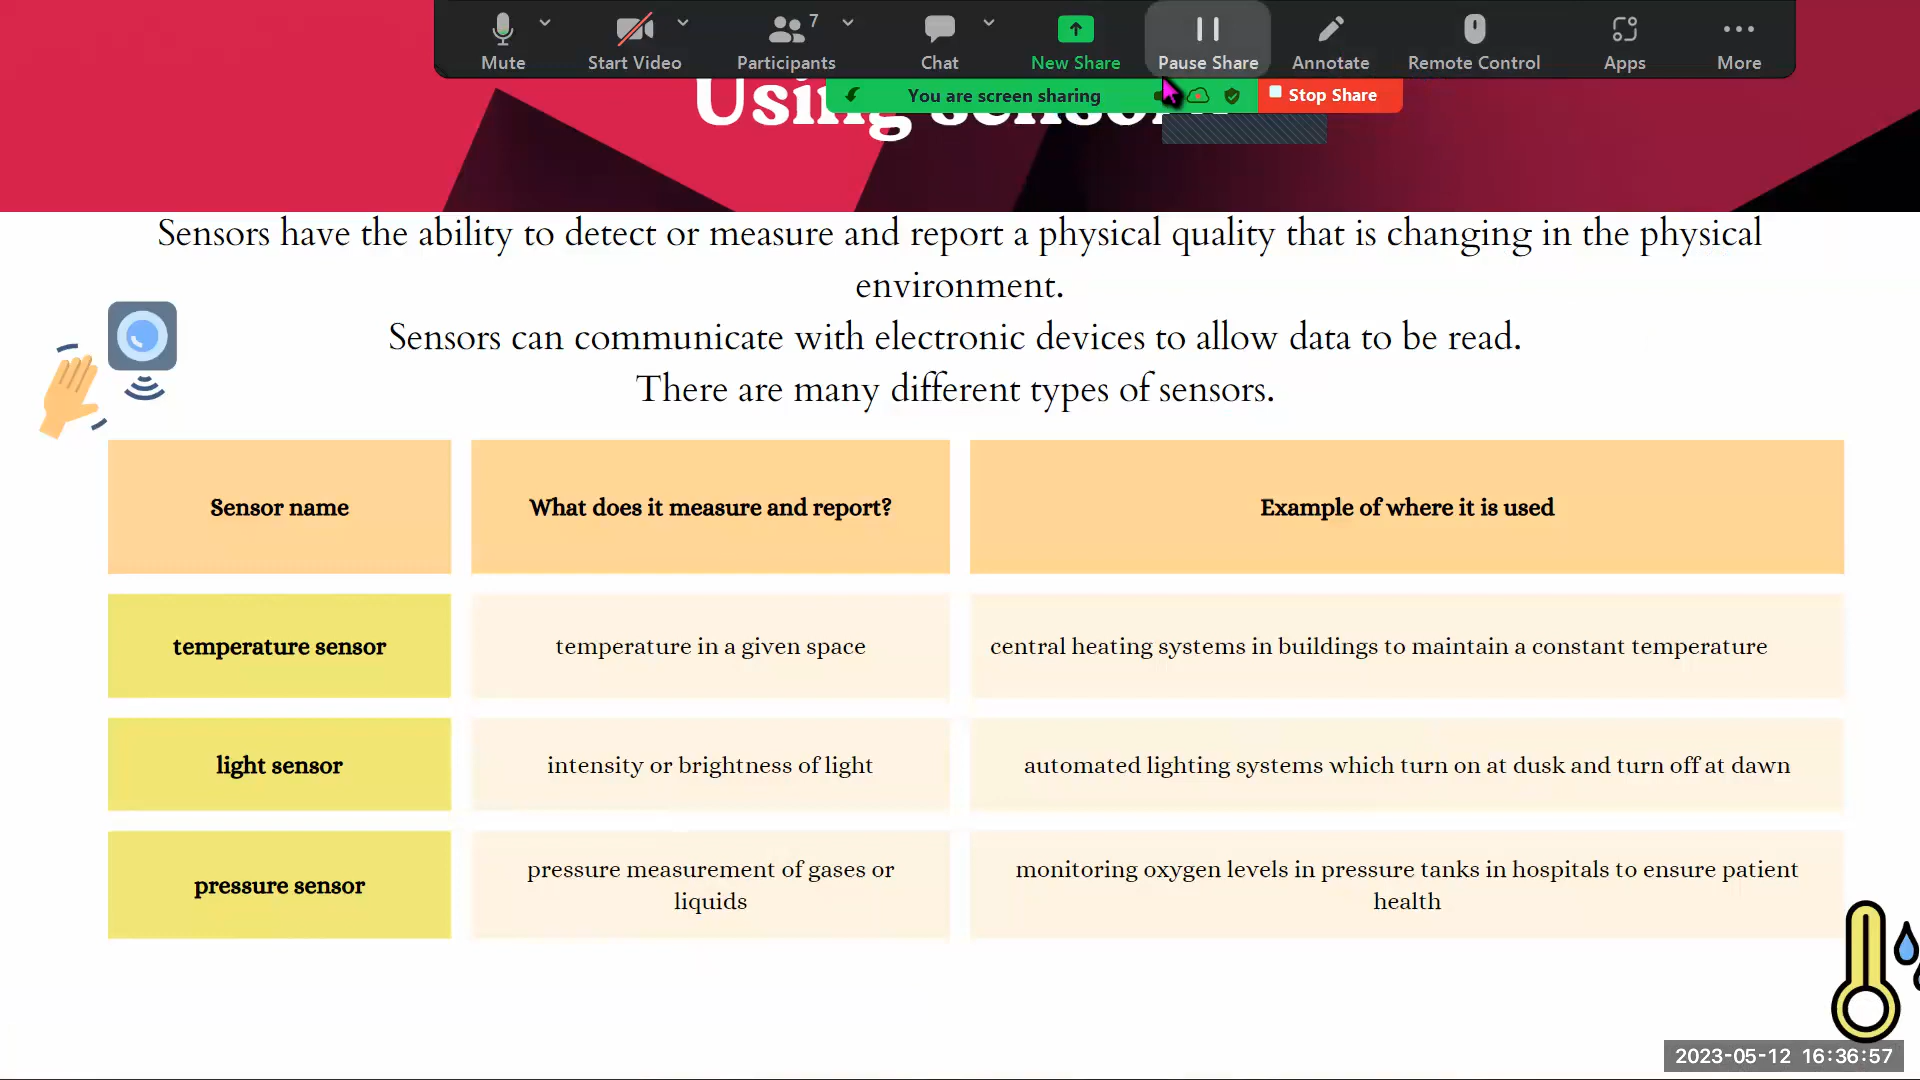 7
Mute
Start Video
Participants
Chat
New Share
Pause Share
Annotate
Remote Control
Apps
More
You are screen sharing
Stop Share
Using
Sensors have the ability to detect or measure and report a physical quality that is changing in the physical
environment.
Sensors can communicate with electronic devices to allow data to be read.
There are many different types of sensors.
Sensor name
What does it measure and report?
Example of where it is used
temperature sensor
temperature in a given space
central heating systems in buildings to maintain a constant temperature
light sensor
intensity or brightness of light
automated lighting systems which turn on at dusk and turn off at dawn
pressure sensor
pressure measurement of gases or
liquids
monitoring oxygen levels in pressure tanks in hospitals to ensure patient
health
2023-05-12 16:36:57